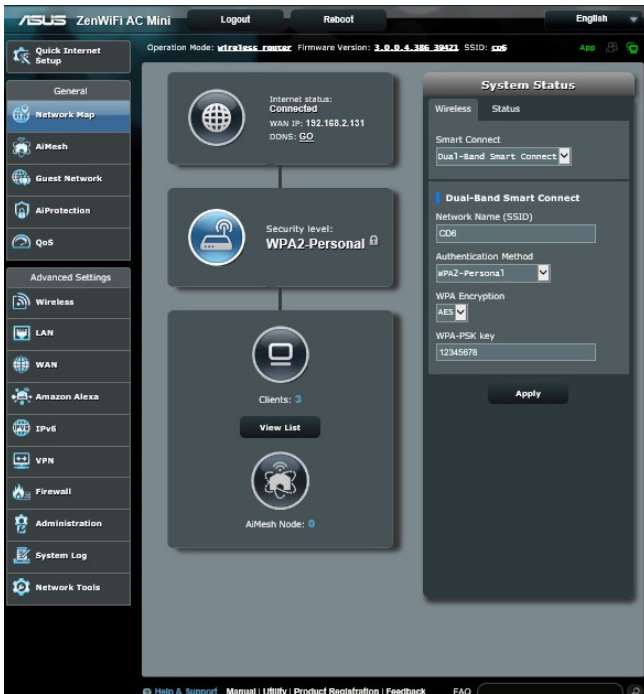 ASUS ZenWiFi AC Mini Logout Reboot English
Operation Mode: wireless router Firmware Version: 3.0.0.4.386_39421 SSID: CD6 App
Quick Internet
Setup
General
Network Map
AiMesh
Guest Network
AiProtection
QoS
Advanced Settings
Wireless
LAN
WAN
Amazon Alexa
IPv6
VPN
Firewall
Administration
System Log
Network Tools
Internet status:
Connected
WAN IP: 192.168.2.131
DDNS: GO
Security level:
WPA2-Personal
Clients: 3
View List
AiMesh Node: 0
System Status
Wireless Status
Smart Connect
Dual-Band Smart Connect
Dual-Band Smart Connect
Network Name (SSID)
CD6
Authentication Method
WPA2-Personal
WPA Encryption
AES
WPA-PSK key
12345678
Apply
Help & Support Manual | Utility | Product Registration | Feedback FAQ